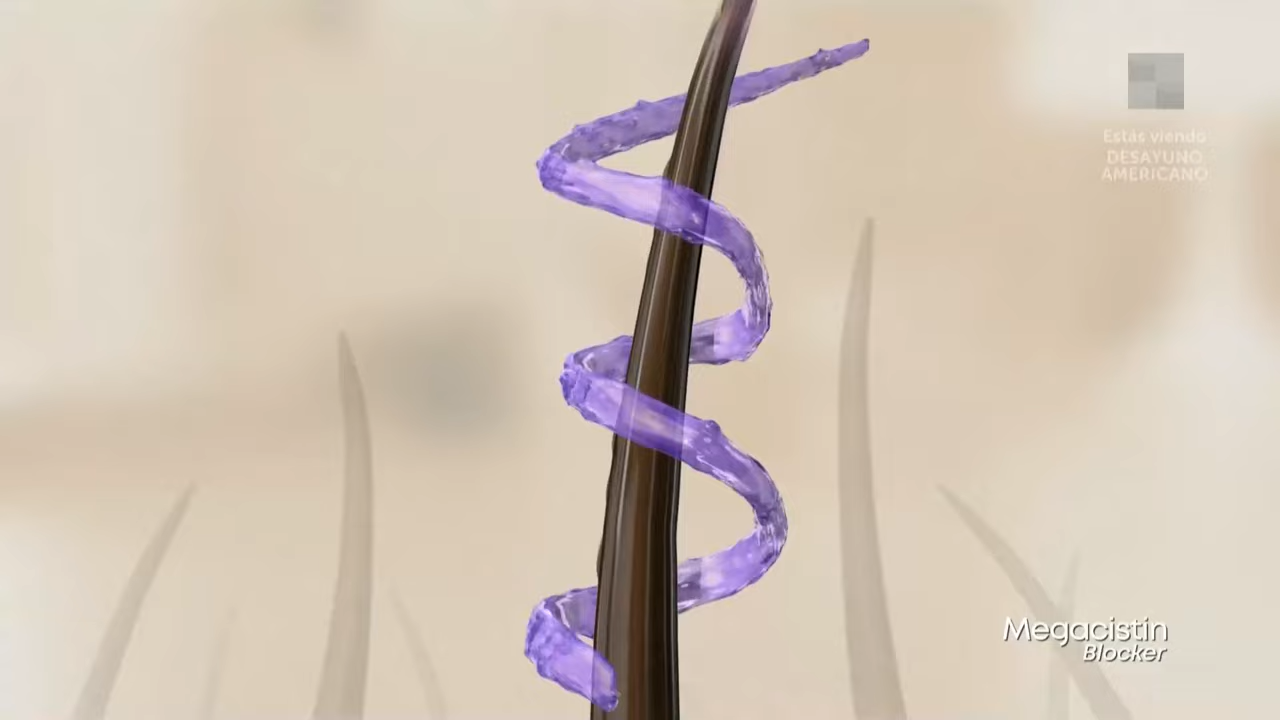 Estás viendo
DESAYUNO
AMERICANO
Megacistin
Blocker